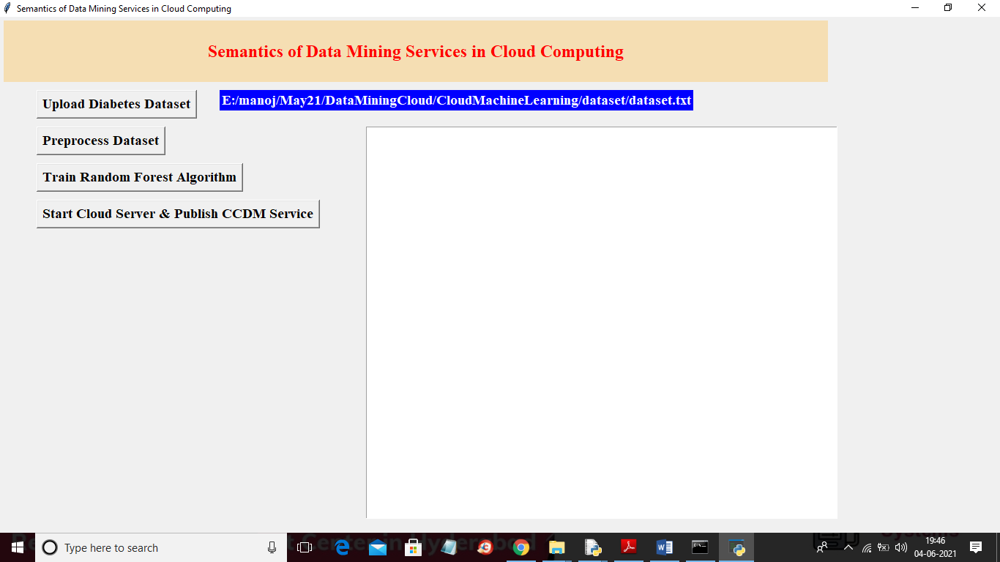 Semantics of Data Mining Services in Cloud Computing
Semantics of Data Mining Services in Cloud Computing
Upload Diabetes Dataset
E:/manoj/May21/DataMiningCloud/CloudMachineLearning/dataset/dataset.txt
Preprocess Dataset
Train Random Forest Algorithm
Start Cloud Server & Publish CCDM Service
Type here to search
19:46
04-06-2021